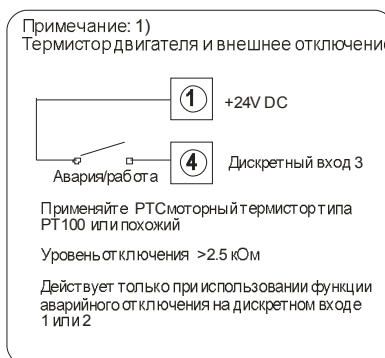 Примечание: 1)
Термистор двигателя и внешнее отключение
1
+24V DC
4
Дискретный вход 3
Авария/работа
Применяйте PTC моторный термистор типа
PT100 или похожий
Уровень отключения >2.5 кОм
Действует только при использовании функции
аварийного отключения на дискретном входе
1 или 2